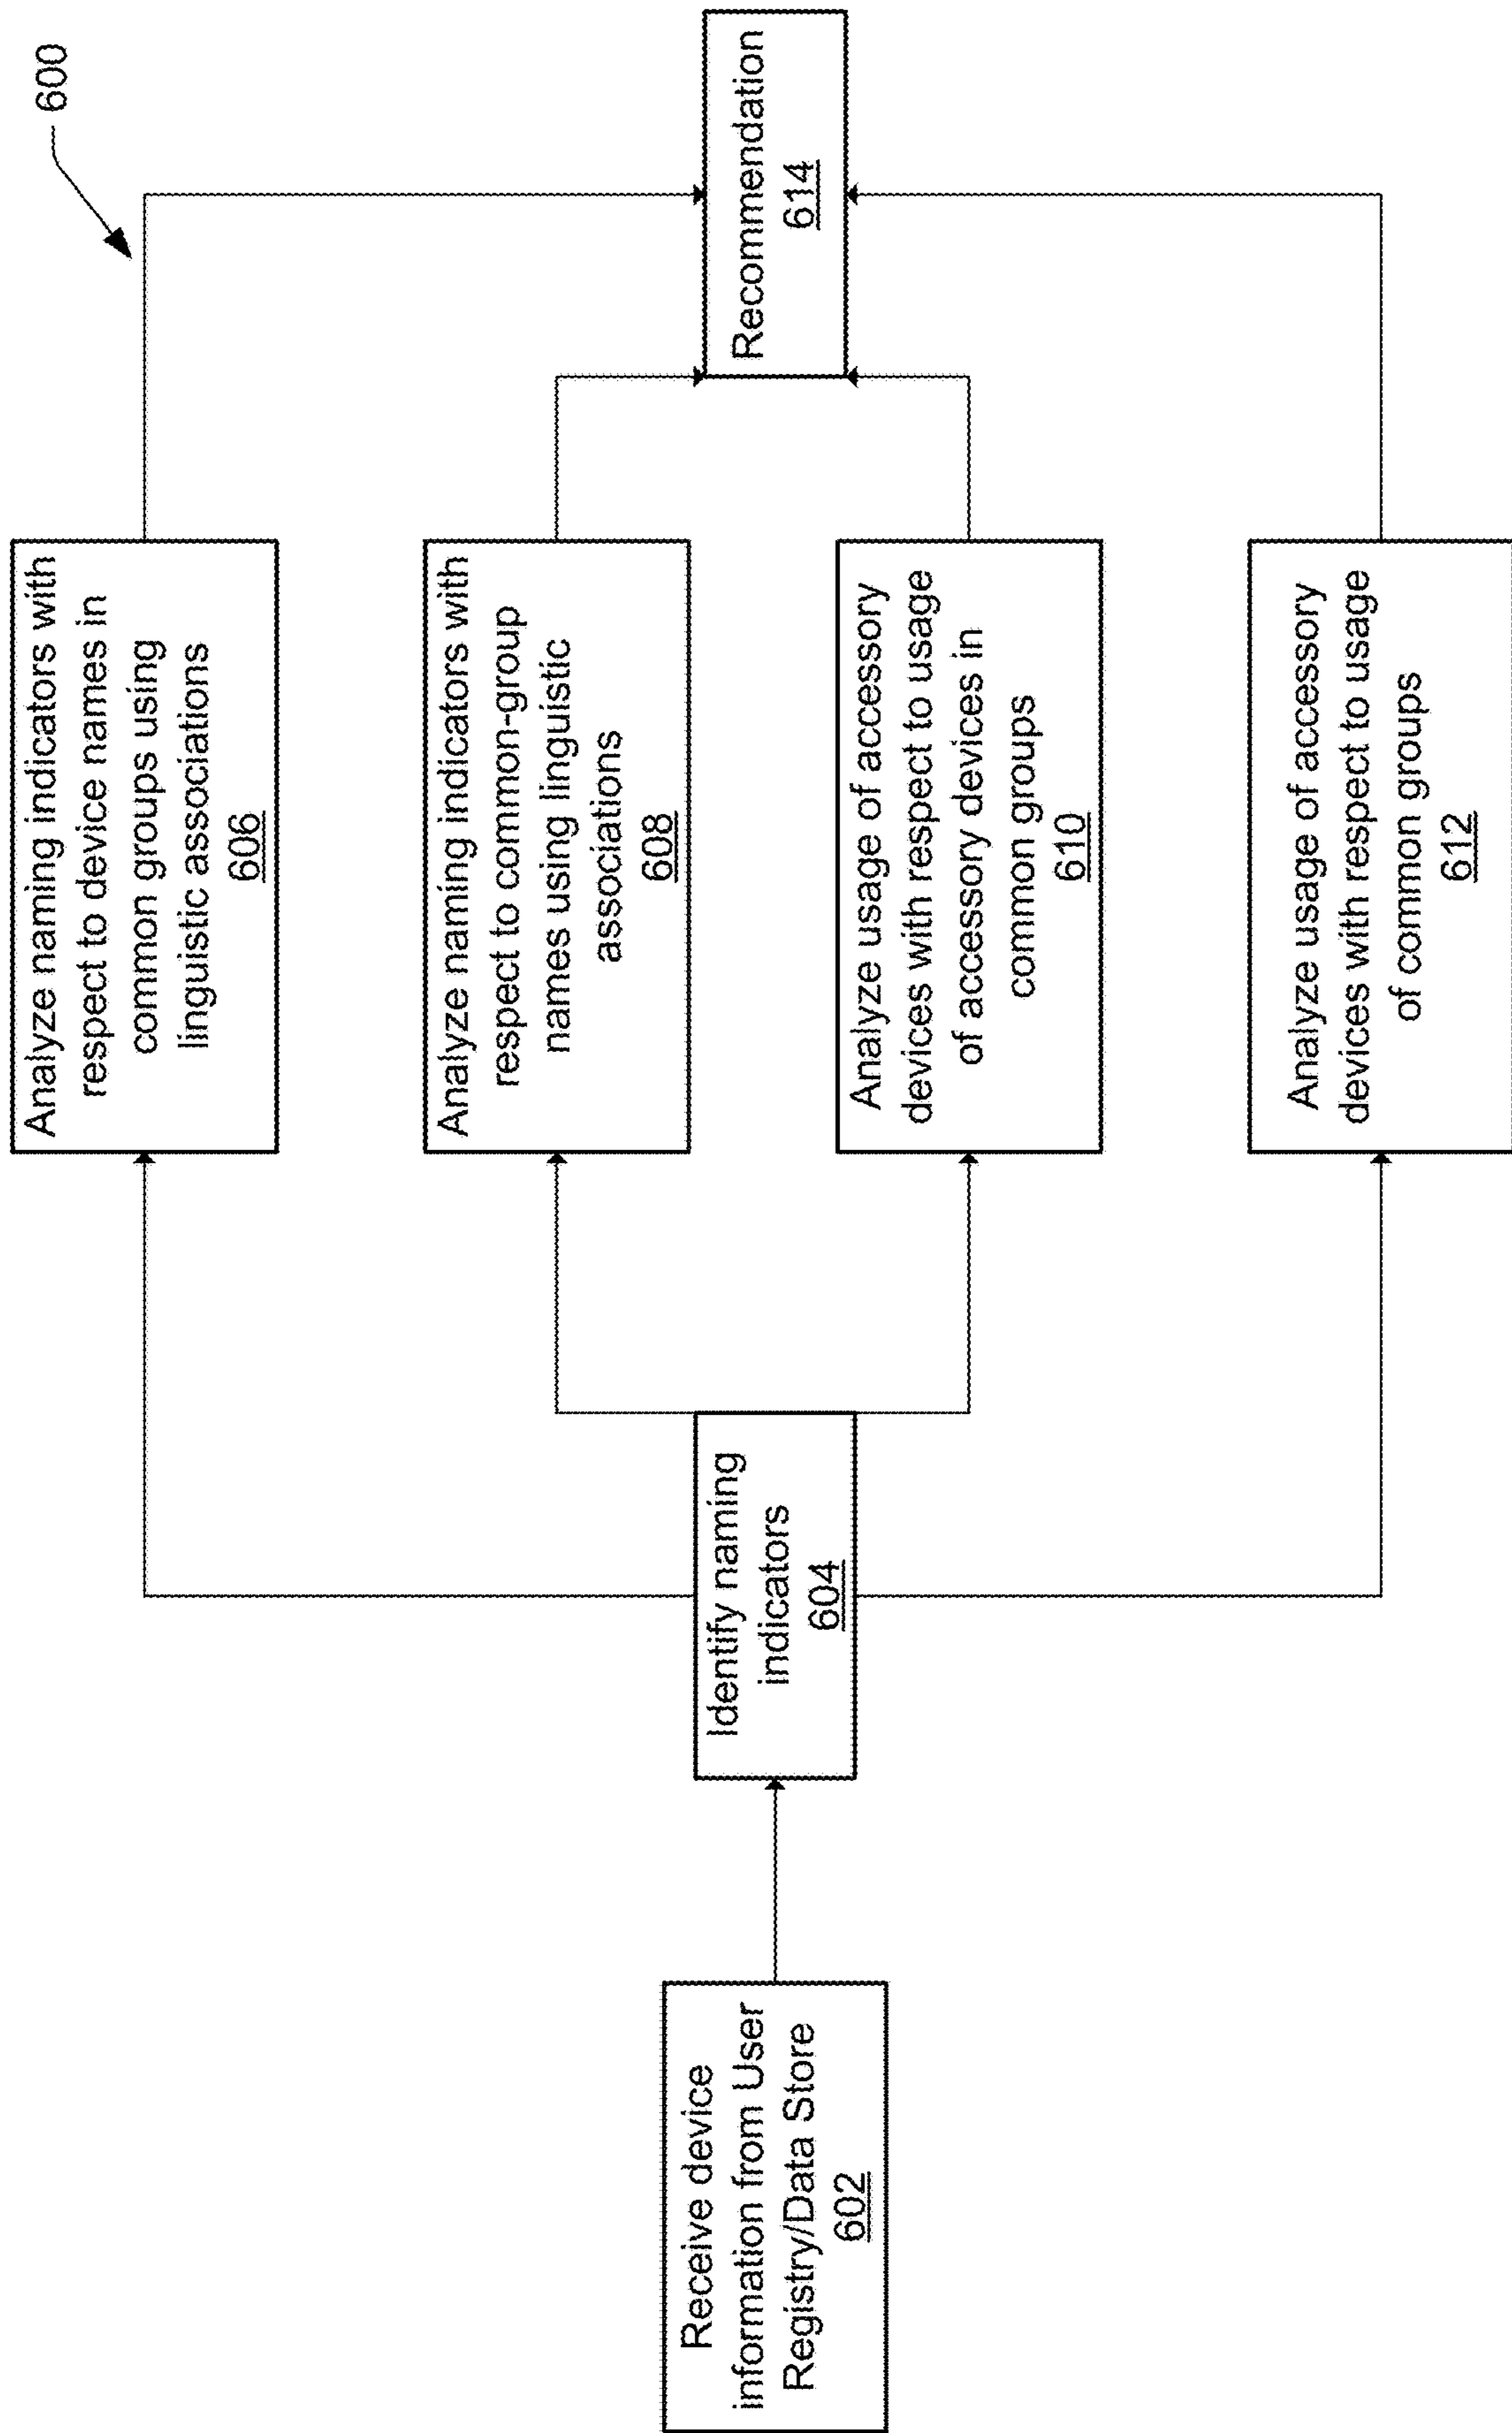 600
Receive device
information from User
Registry/Data Store
602
Identify naming
indicators
604
Analyze naming indicators with
respect to device names in
common groups using
linguistic associations
606
Analyze naming indicators with
respect to common-group
names using linguistic
associations
608
Analyze usage of accessory
devices with respect to usage
of accessory devices in
common groups
610
Analyze usage of accessory
devices with respect to usage
of common groups
612
Recommendation
614